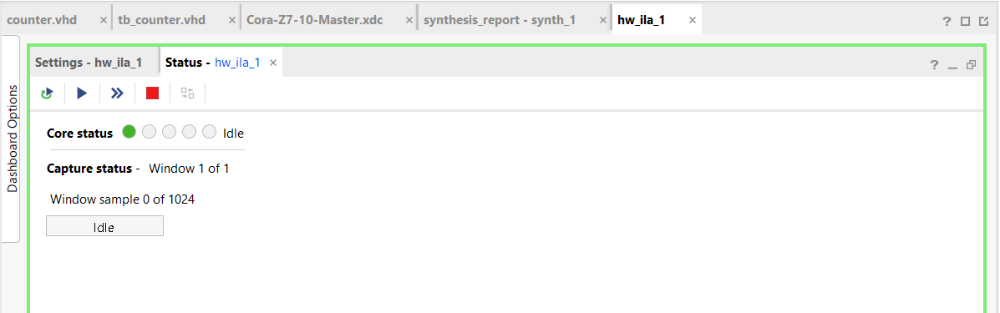 counter.vhd tb_counter.vhd Cora-Z7-10-Master.xdc synthesis_report - synth_1 hw_ila_1
Dashboard Options
Settings - hw_ila_1 Status - hw_ila_1
Core status Idle
Capture status - Window 1 of 1
Window sample 0 of 1024
Idle